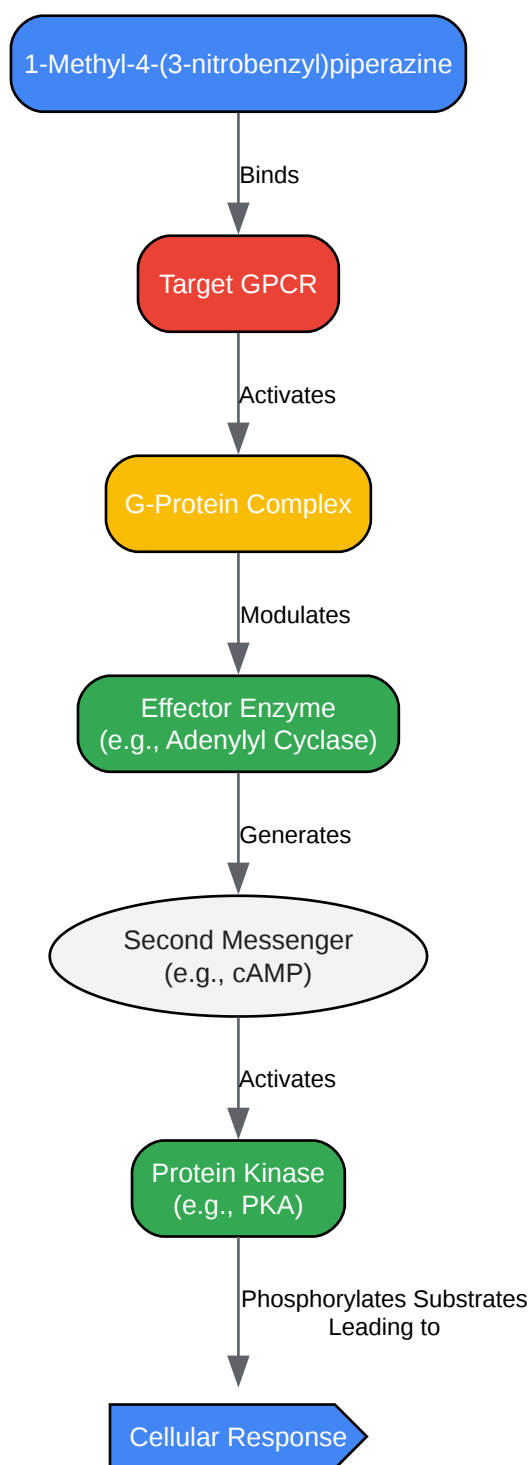 1-Methyl-4-(3-nitrobenzyl)piperazine
Binds
Target GPCR
Activates
G-Protein Complex
Modulates
Effector Enzyme
(e.g., Adenylyl Cyclase)
Generates
Second Messenger
(e.g., cAMP)
Activates
Protein Kinase
(e.g., PKA)
Phosphorylates Substrates
Leading to
Cellular Response